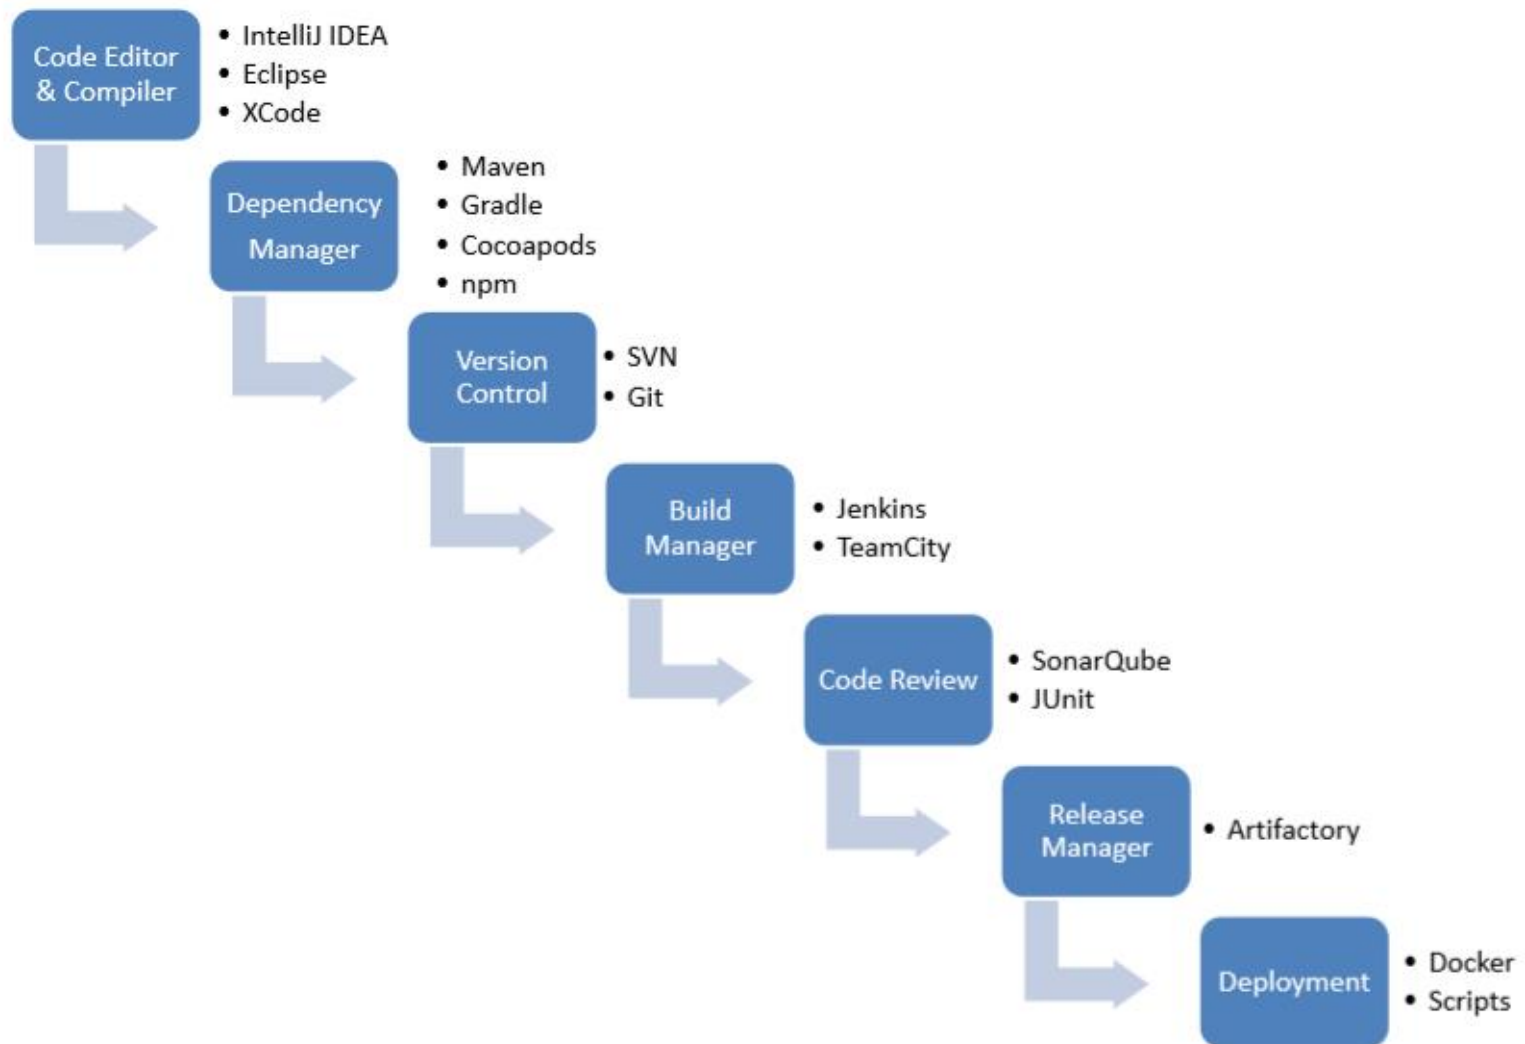 Code Editor
& Compiler
• IntelliJ IDEA
• Eclipse
• XCode
Dependency
Manager
• Maven
• Gradle
• Cocoapods
• npm
Version
Control
• SVN
• Git
Build
Manager
• Jenkins
• TeamCity
Code Review
• SonarQube
• JUnit
Release
Manager
• Artifactory
Deployment
• Docker
• Scripts